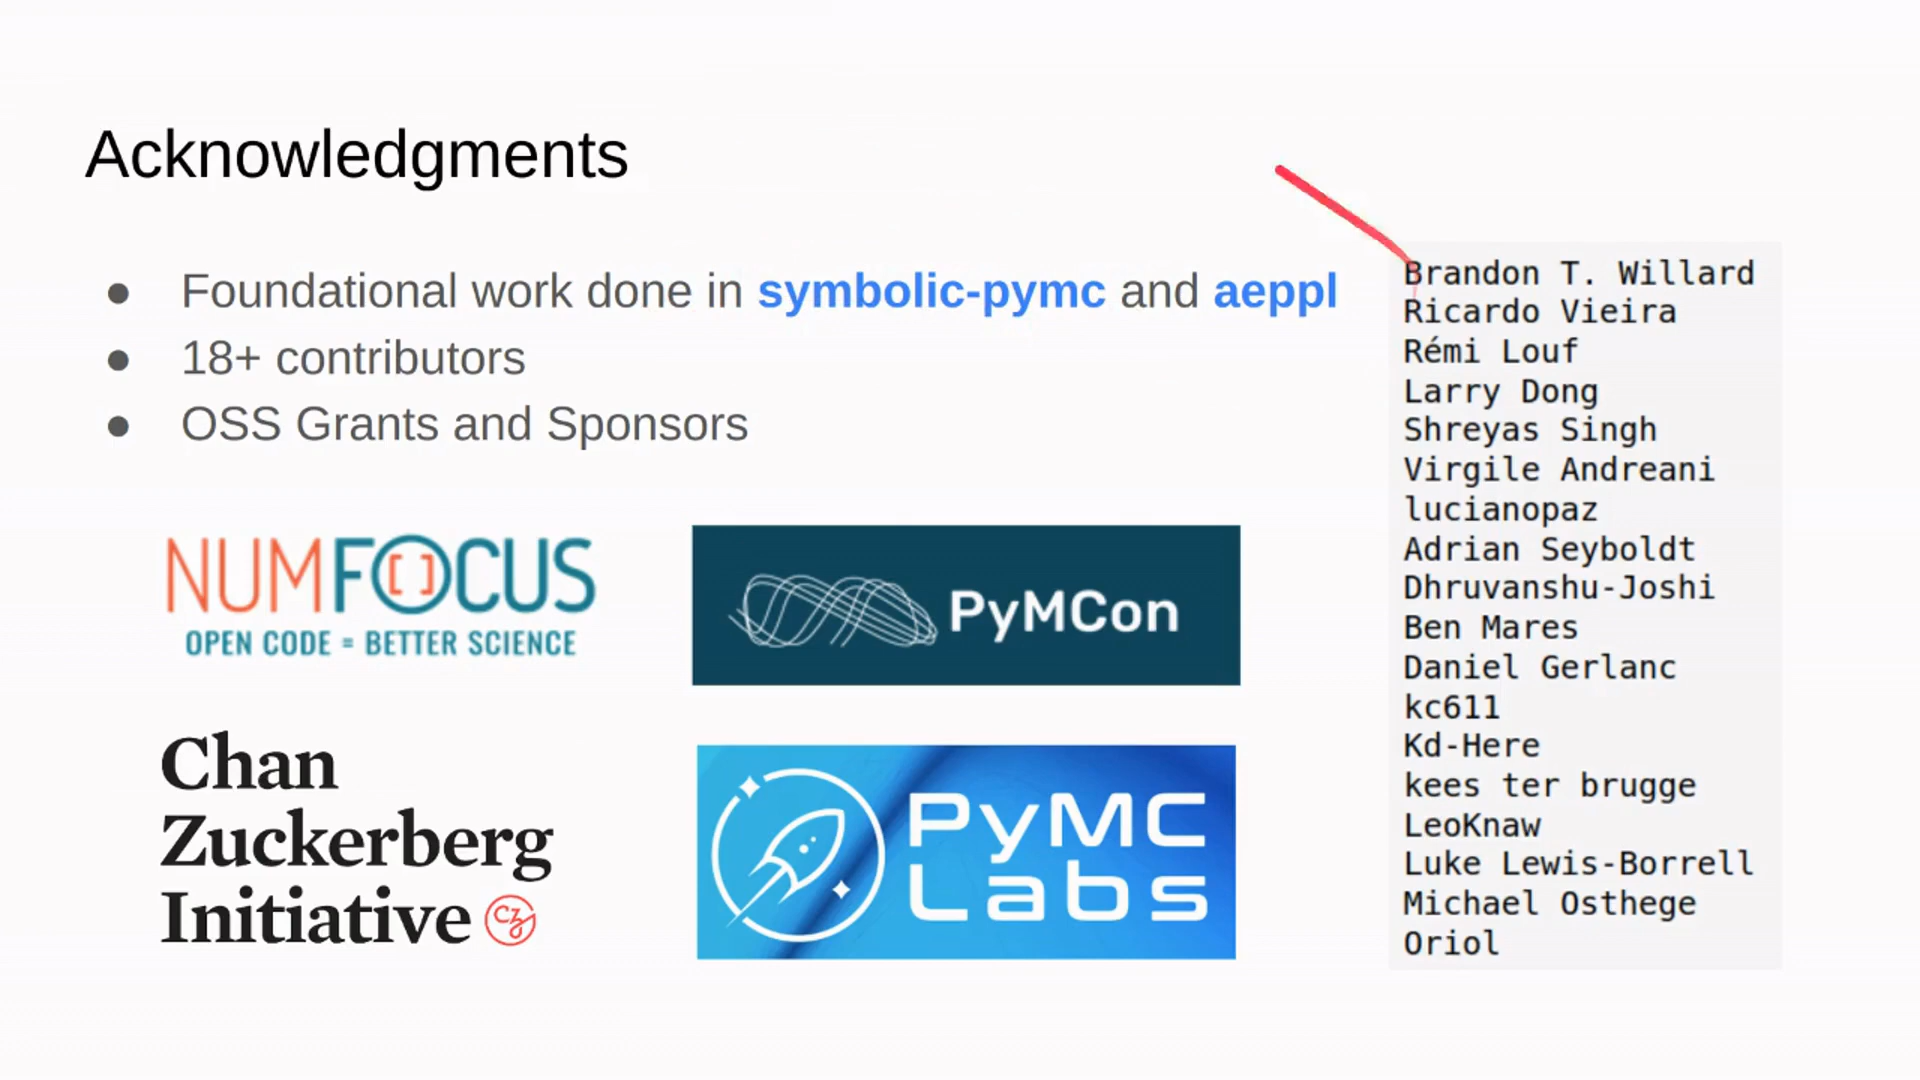 Acknowledgments
● Foundational work done in symbolic-pymc and aeppl
● 18+ contributors
● OSS Grants and Sponsors
NUMFOCUS
OPEN CODE = BETTER SCIENCE
PyMCon
Chan
Zuckerberg
Initiative
CZI
PyMC
Labs
Brandon T. Willard
Ricardo Vieira
Rémi Louf
Larry Dong
Shreyas Singh
Virgile Andreani
lucianopaz
Adrian Seyboldt
Dhruvanshu-Joshi
Ben Mares
Daniel Gerlanc
kc611
Kd-Here
kees ter brugge
LeoKnaw
Luke Lewis-Borrell
Michael Osthege
Oriol